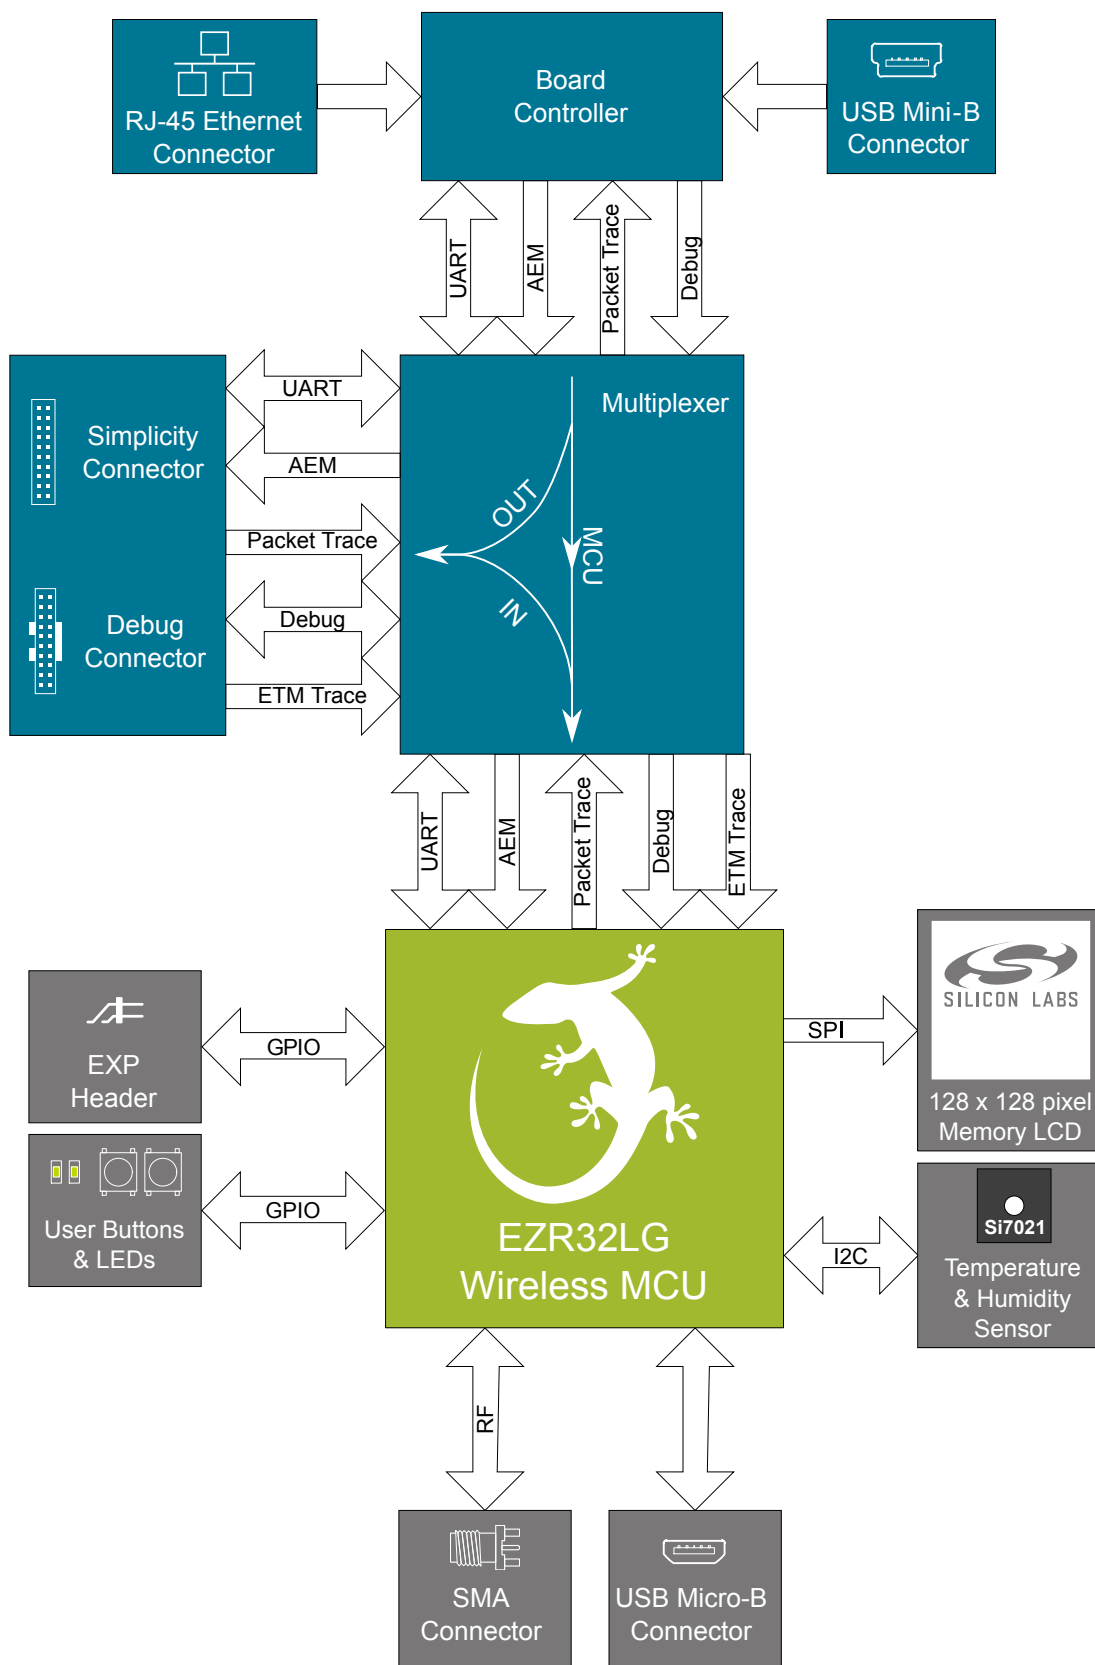 RJ-45 Ethernet
Connector
Board
Controller
USB Mini-B
Connector
UART
AEM
Packet Trace
Debug
Simplicity
Connector
Debug
Connector
UART
AEM
Packet Trace
Debug
ETM Trace
Multiplexer
OUT
MCU
IN
UART
AEM
Packet Trace
Debug
ETM Trace
EXP
Header
GPIO
User Buttons
& LEDs
GPIO
EZR32LG
Wireless MCU
SPI
SILICON LABS
128 x 128 pixel
Memory LCD
I2C
Si7021
Temperature
& Humidity
Sensor
RF
SMA
Connector
USB Micro-B
Connector